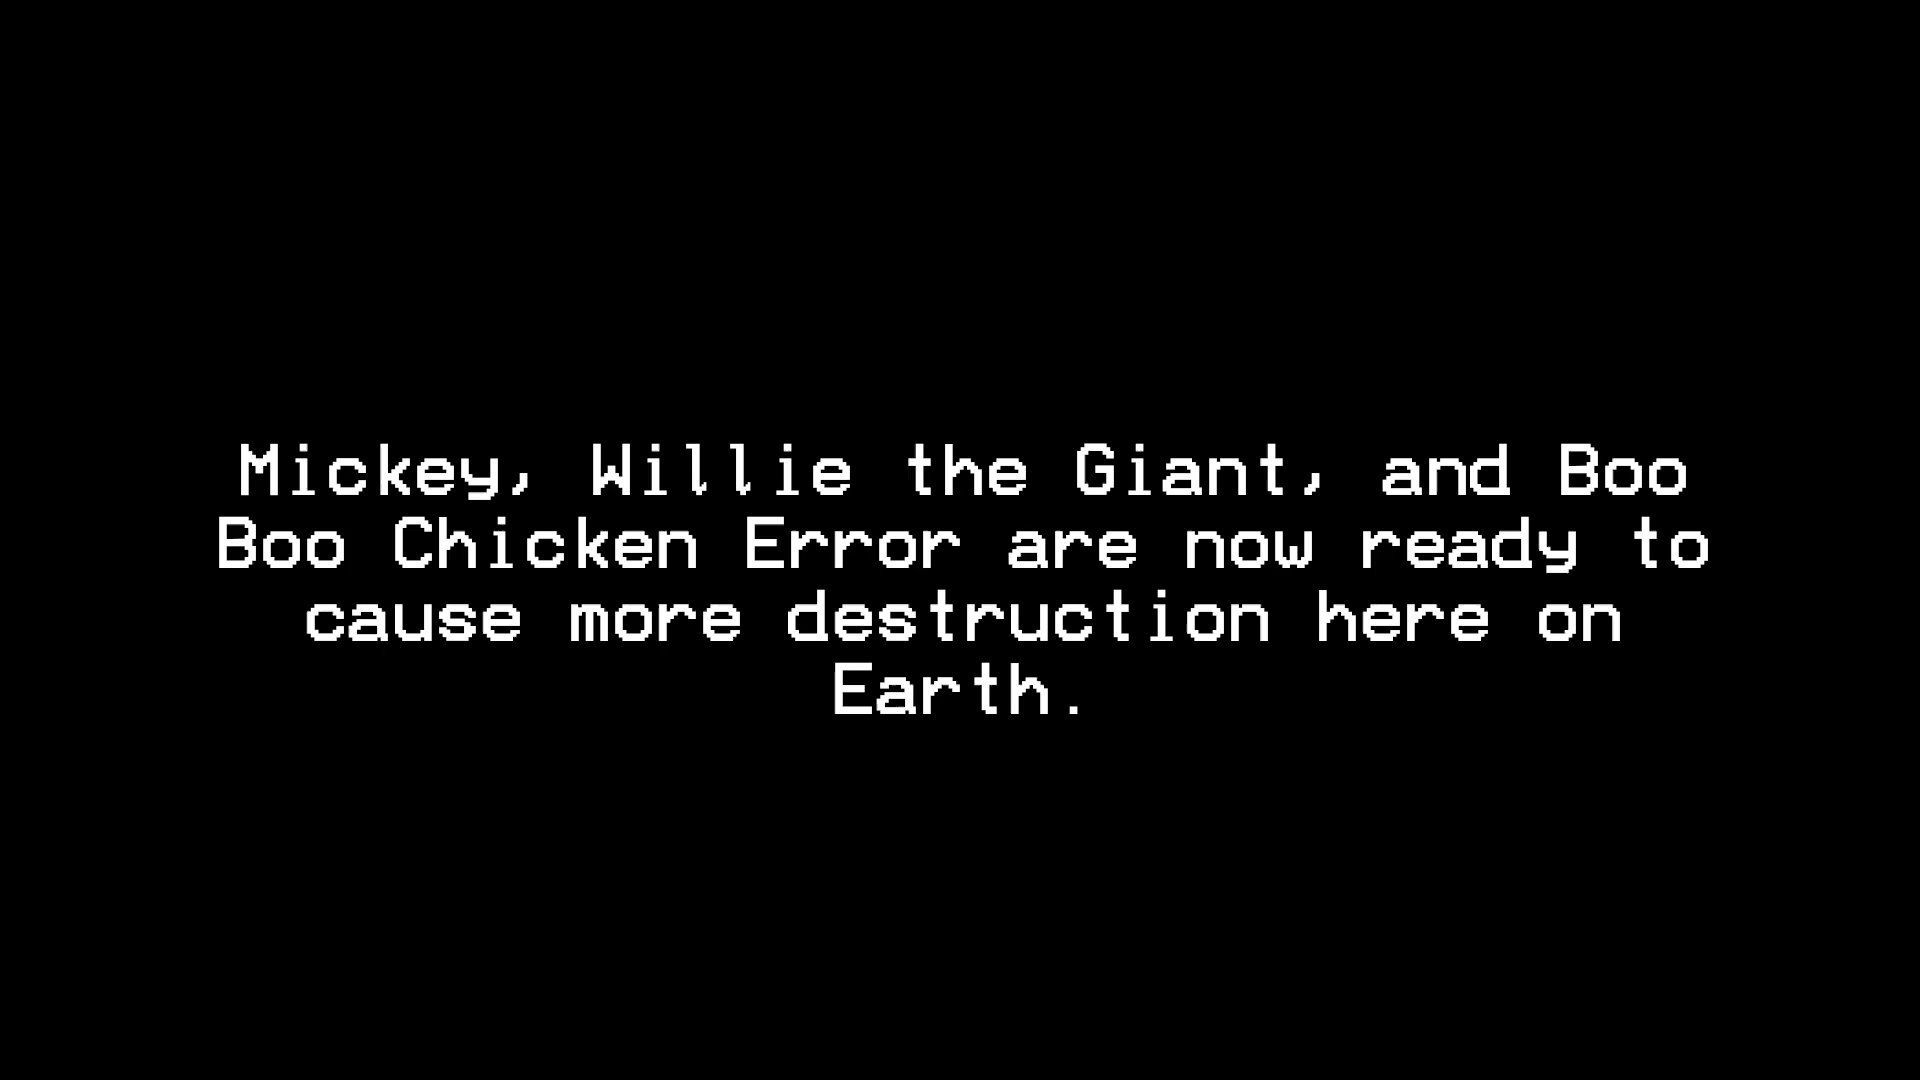 Mickey, Willie the Giant, and Boo
Boo Chicken Error are now ready to
cause more destruction here on
Earth.